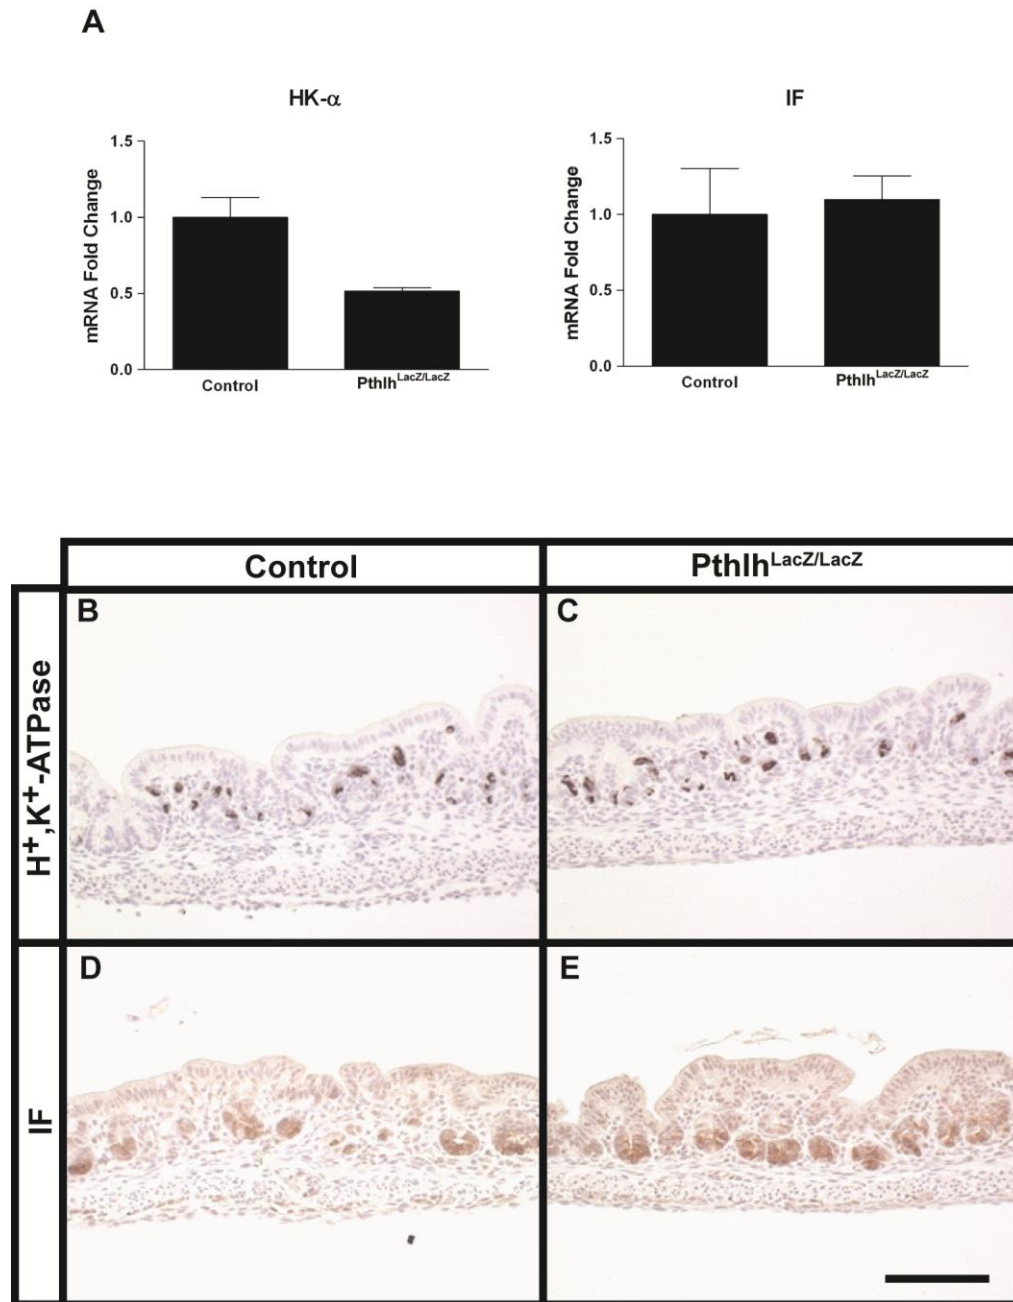 A
HK-α
mRNA Fold Change
1.5
1.0
0.5
0.0
Control
Pthlh^LacZ/LacZ
IF
mRNA Fold Change
1.5
1.0
0.5
0.0
Control
Pthlh^LacZ/LacZ
Control
Pthlh^LacZ/LacZ
H⁺,K⁺-ATPase
B
C
IF
D
E